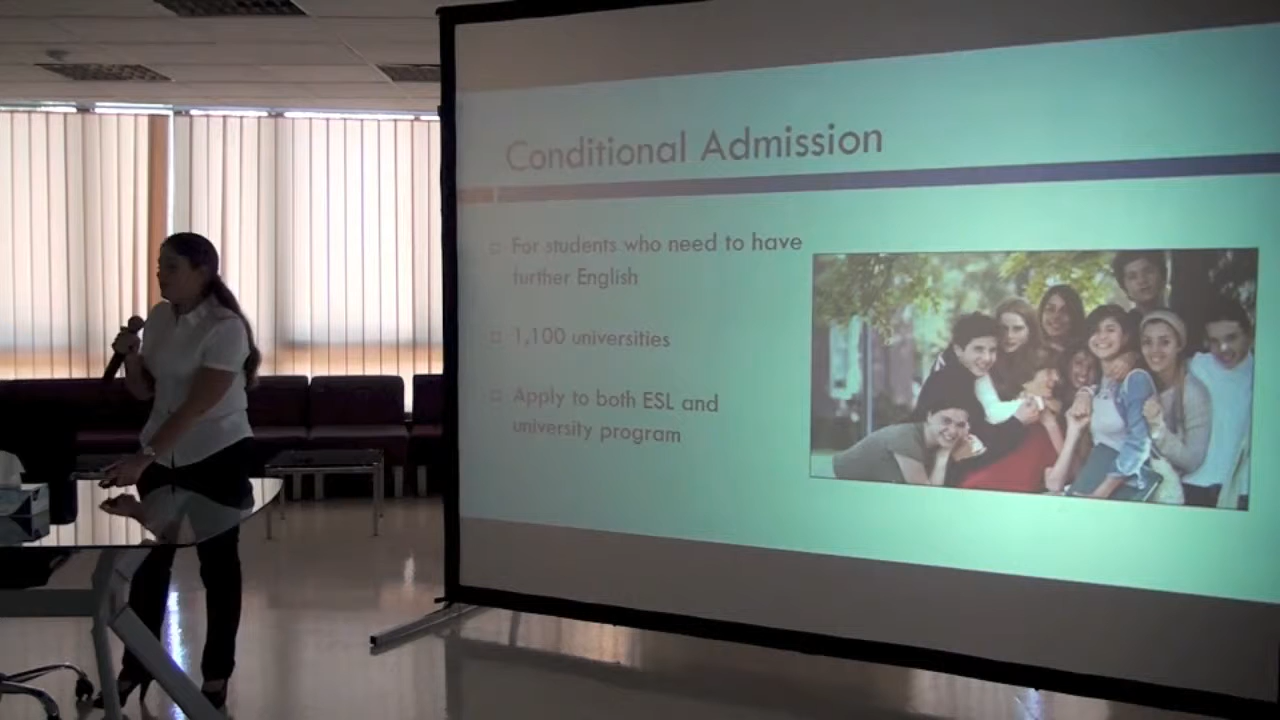 Conditional Admission
For students who need to have
further English
1,100 universities
Apply to both ESL and
university program